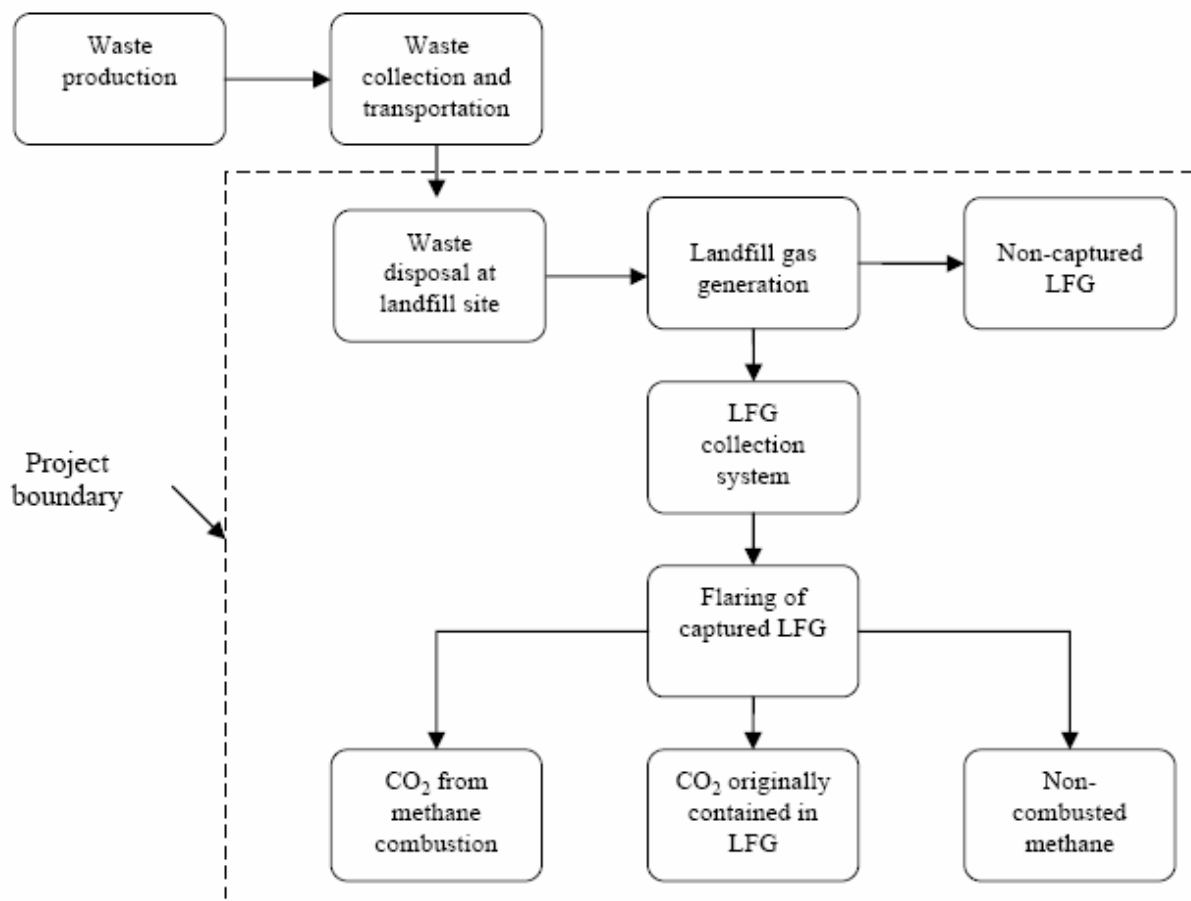 Waste
production
Waste
collection and
transportation
Waste
disposal at
landfill site
Landfill gas
generation
Non-captured
LFG
LFG
collection
system
Project
boundary
Flaring of
captured LFG
CO₂ from
methane
combustion
CO₂ originally
contained in
LFG
Non-
combusted
methane